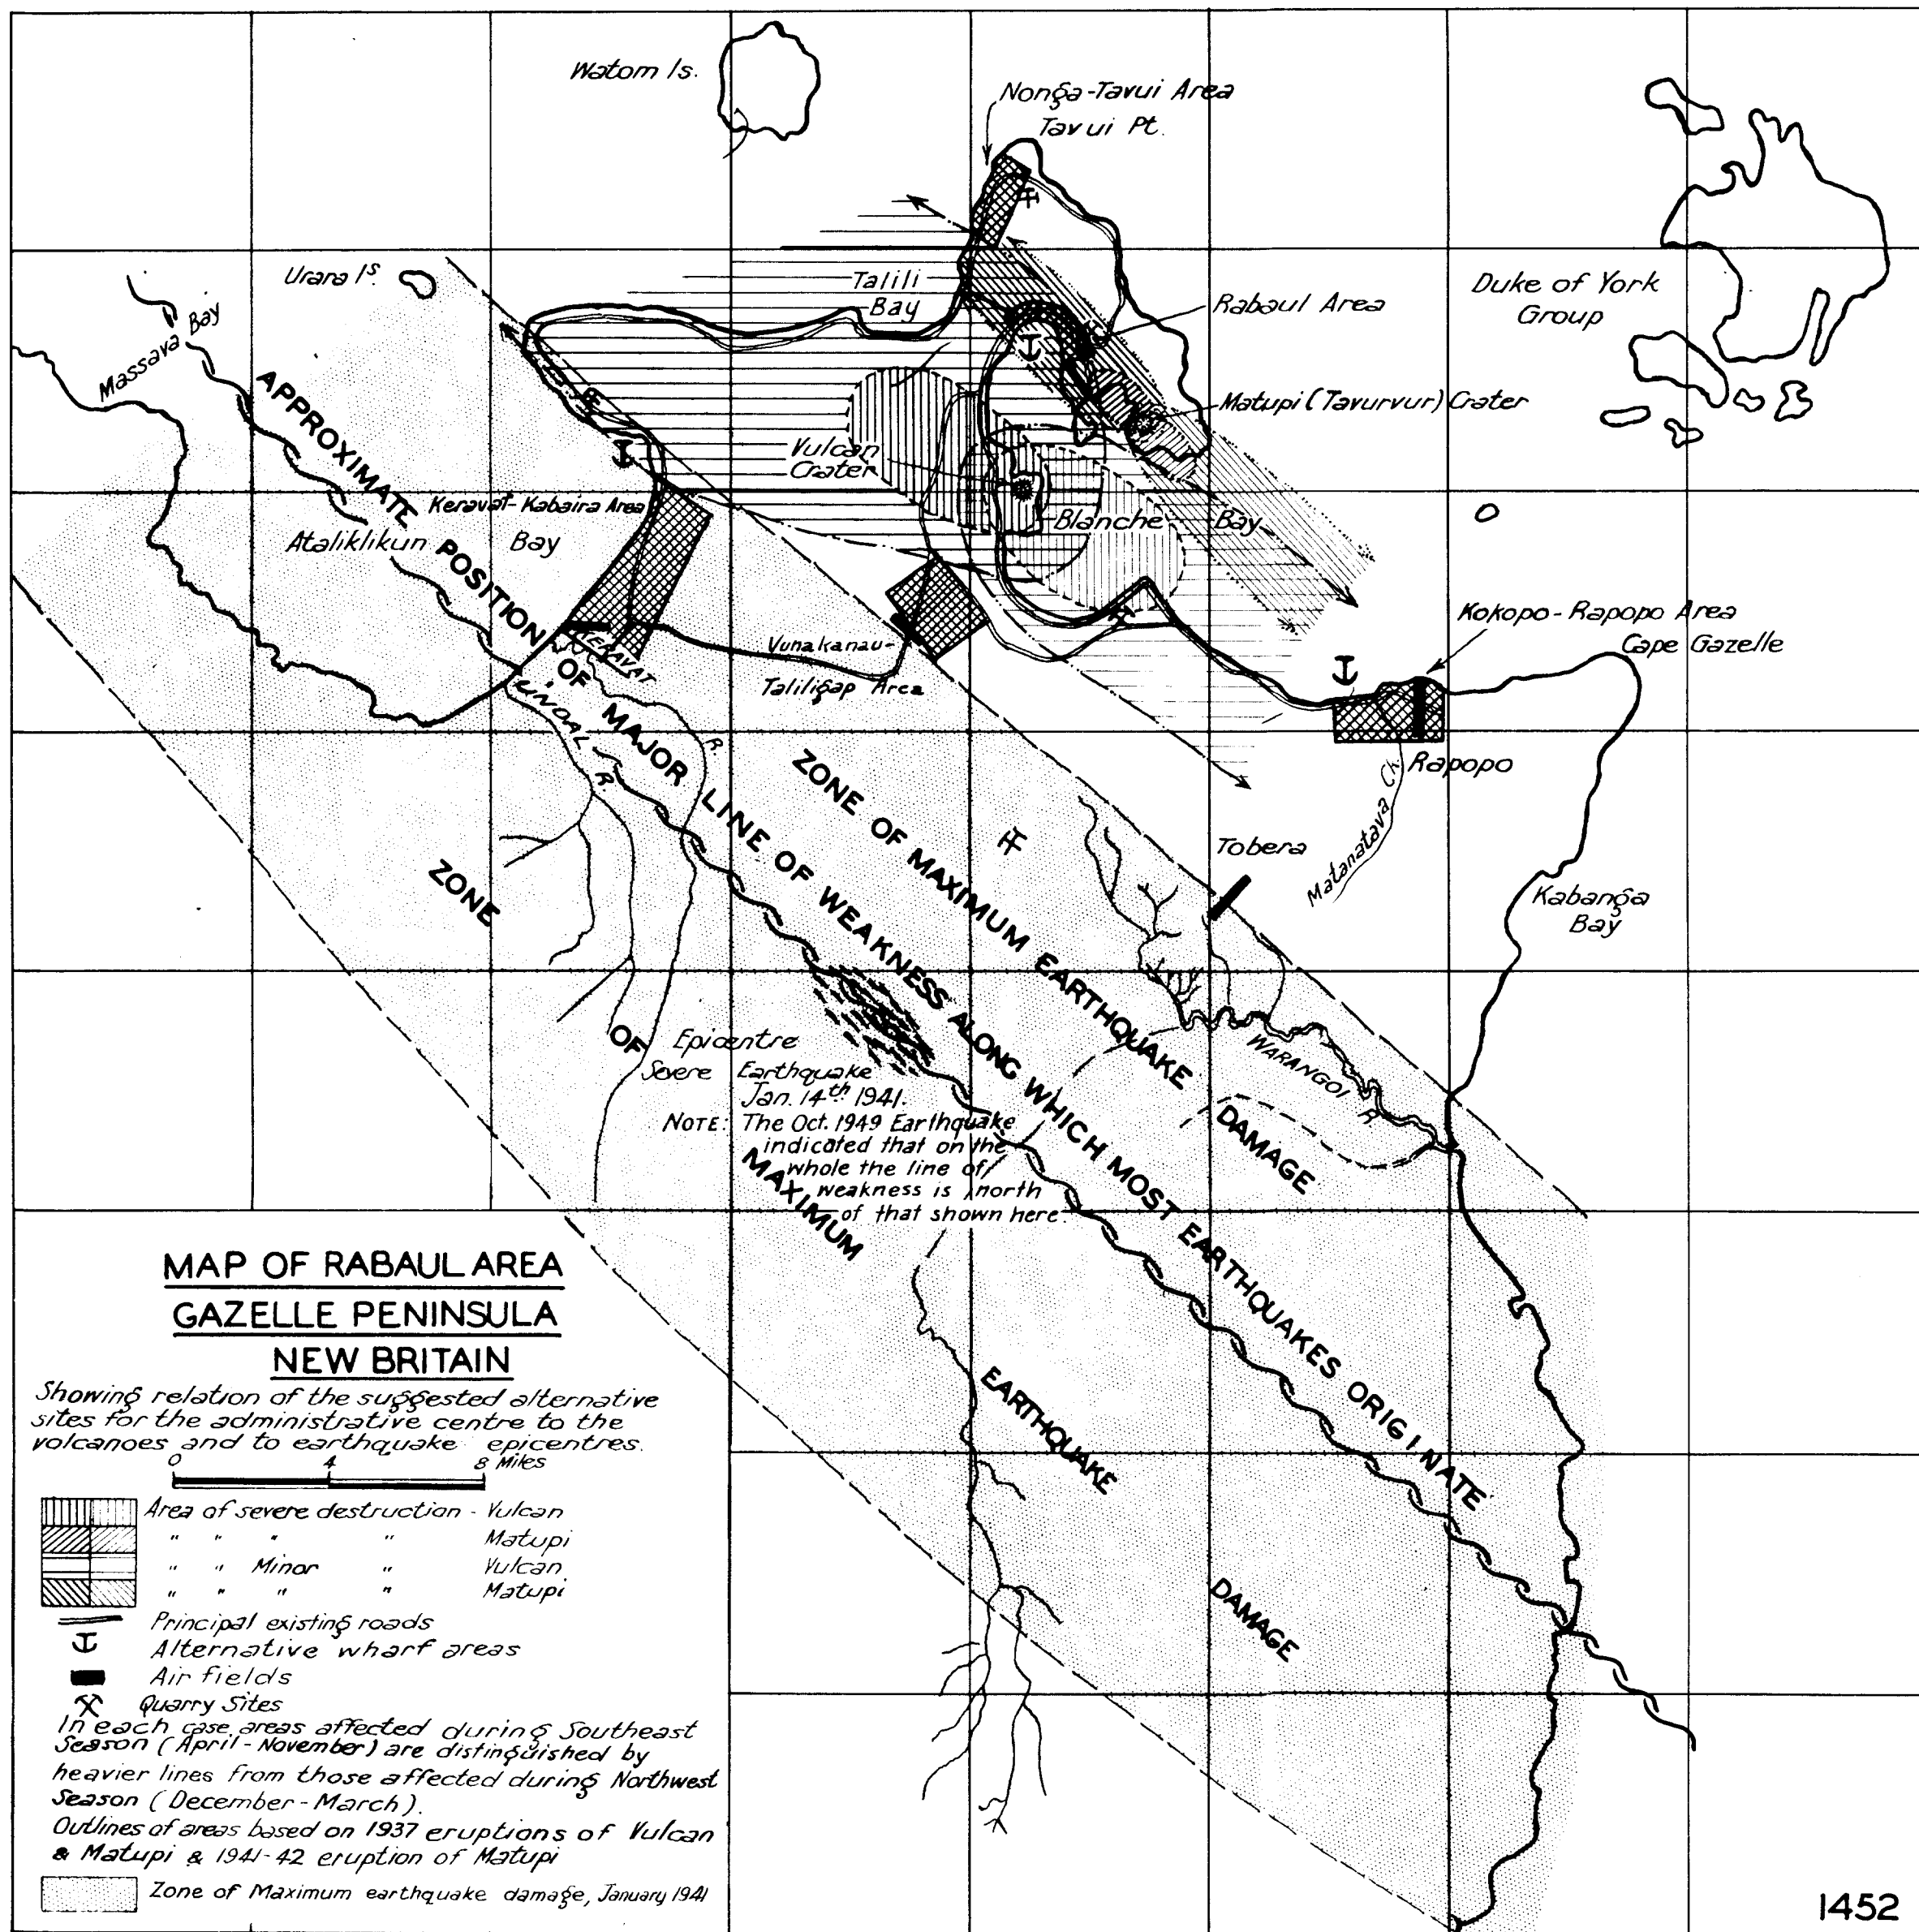 Watom Is.
Nonga-Tavui Area
Tavui Pt.
Urara Is.
Talili
Bay
Rabaul Area
Duke of York
Group
Massava Bay
Matupi (Tavurvur) Crater
Vulcan
Crater
Keravat-Kabaira Area
Ataliklikun Bay
Blanche Bay
Kokopo-Rapopo Area
Cape Gazelle
Vunakanau-
Taliligap Area
KERAVAT R.
Rapopo
Matanatava Ck.
Tobera
Kabanga
Bay
WARANGOI R.
APPROXIMATE POSITION OF MAJOR LINE OF WEAKNESS ALONG WHICH MOST EARTHQUAKES ORIGINATE
ZONE OF MAXIMUM EARTHQUAKE DAMAGE
ZONE OF MAXIMUM EARTHQUAKE DAMAGE
Epicentre
Severe Earthquake
Jan. 14th 1941.
NOTE: The Oct. 1949 Earthquake
indicated that on the
whole the line of
weakness is north
of that shown here.
MAP OF RABAUL AREA
GAZELLE PENINSULA
NEW BRITAIN
Showing relation of the suggested alternative
sites for the administrative centre to the
volcanoes and to earthquake epicentres.
0 4 8 Miles
Area of severe destruction - Vulcan
" " " " Matupi
" " Minor " Vulcan
" " " " Matupi
Principal existing roads
Alternative wharf areas
Air fields
Quarry Sites
In each case areas affected during Southeast
Season (April - November) are distinguished by
heavier lines from those affected during Northwest
Season (December - March).
Outlines of areas based on 1937 eruptions of Vulcan
& Matupi & 1941-42 eruption of Matupi
Zone of Maximum earthquake damage, January 1941
1452